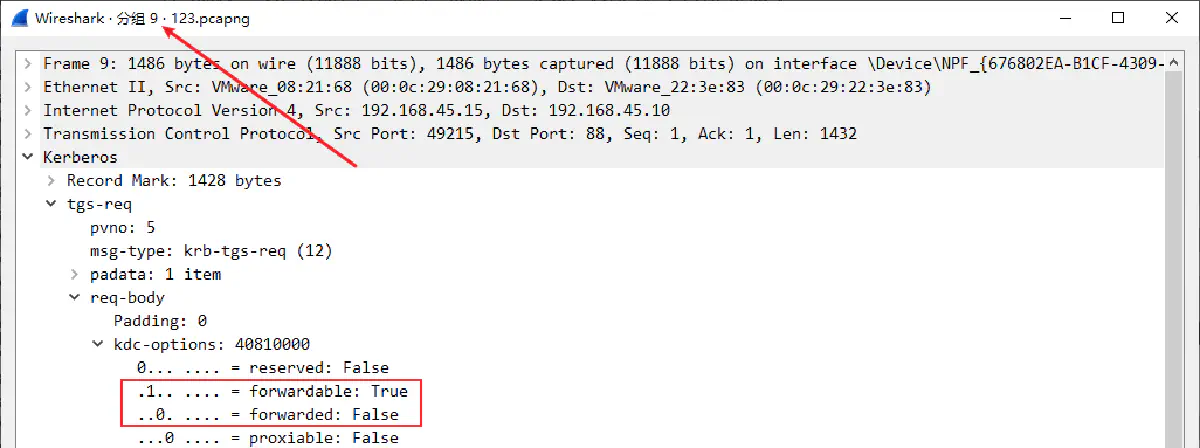 Wireshark · 分组 9 · 123.pcapng
Frame 9: 1486 bytes on wire (11888 bits), 1486 bytes captured (11888 bits) on interface \Device\NPF_{676802EA-B1CF-4309-
Ethernet II, Src: VMware_08:21:68 (00:0c:29:08:21:68), Dst: VMware_22:3e:83 (00:0c:29:22:3e:83)
Internet Protocol Version 4, Src: 192.168.45.15, Dst: 192.168.45.10
Transmission Control Protocol, Src Port: 49215, Dst Port: 88, Seq: 1, Ack: 1, Len: 1432
Kerberos
Record Mark: 1428 bytes
tgs-req
pvno: 5
msg-type: krb-tgs-req (12)
padata: 1 item
req-body
Padding: 0
kdc-options: 40810000
0... .... = reserved: False
.1.. .... = forwardable: True
..0. .... = forwarded: False
...0 .... = proxiable: False